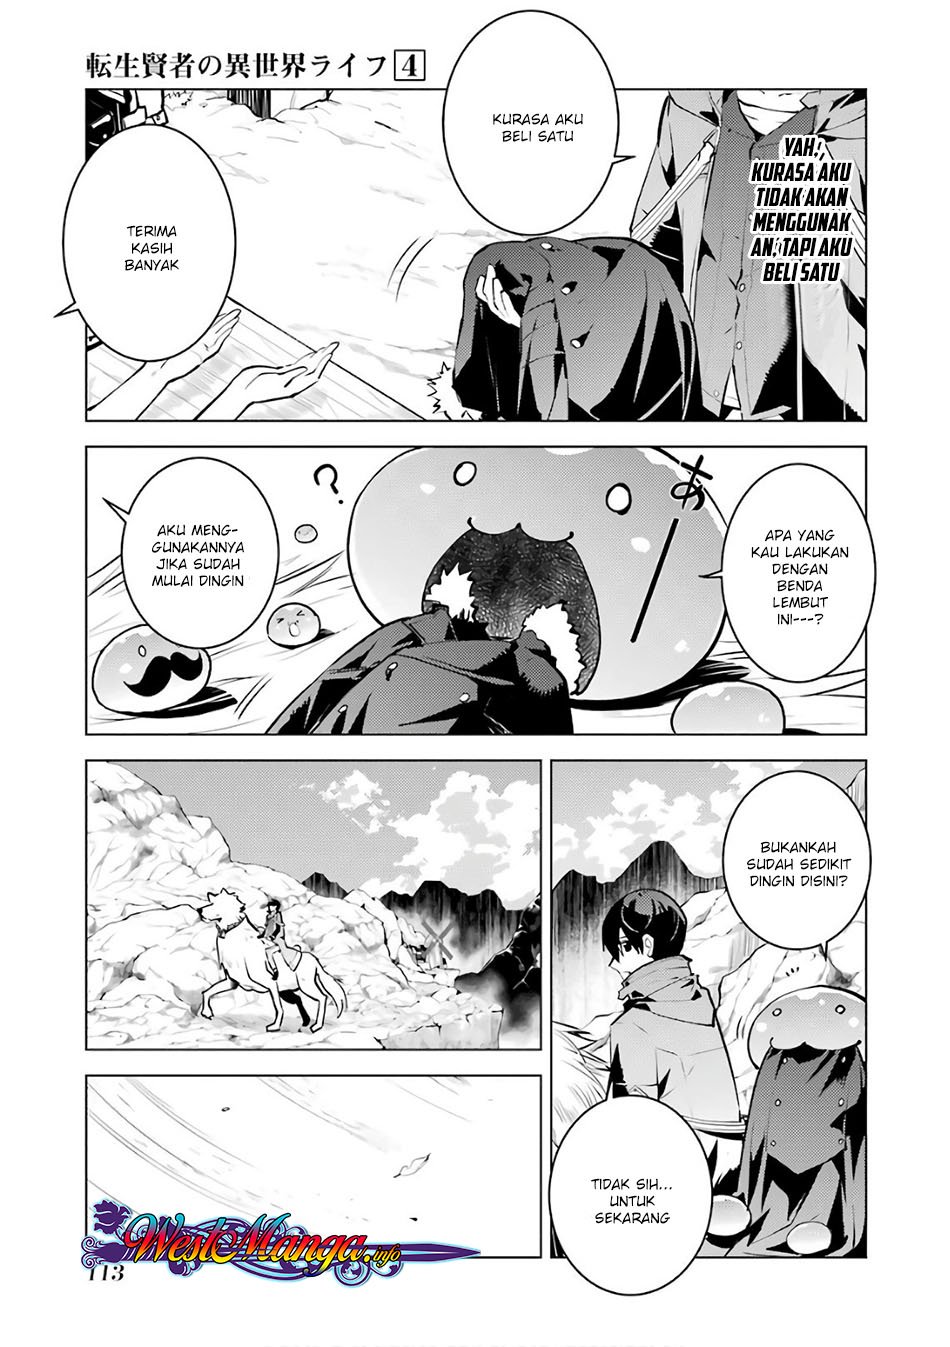 転生賢者の異世界ライフ4
YAH,
KURASA AKU
TIDAK AKAN
MENGGUNAK
AN, TAPI AKU
BELI SATU
KURASA AKU
BELI SATU
TERIMA
KASIH
BANYAK
APA YANG
KAU LAKUKAN
DENGAN
BENDA
LEMBUT
INI---?
あー
?
AKU MENG-
GUNAKANNYA
JIKA SUDAH
MULAI DINGIN
BUKANKAH
SUDAH SEDIKIT
DINGIN DISINI?
TIDAK SIH...
UNTUK
SEKARANG
WestManga.info
113